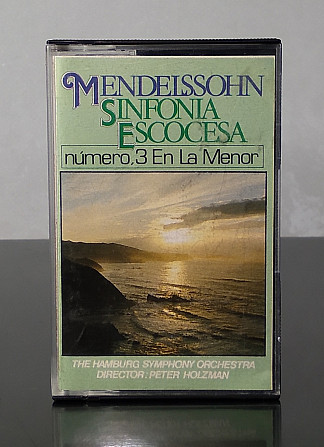 MENDELSSOHN
SINFONIA
ESCOCESA
número,3 En La Menor
THE HAMBURG SYMPHONY ORCHESTRA
DIRECTOR: PETER HOLZMAN